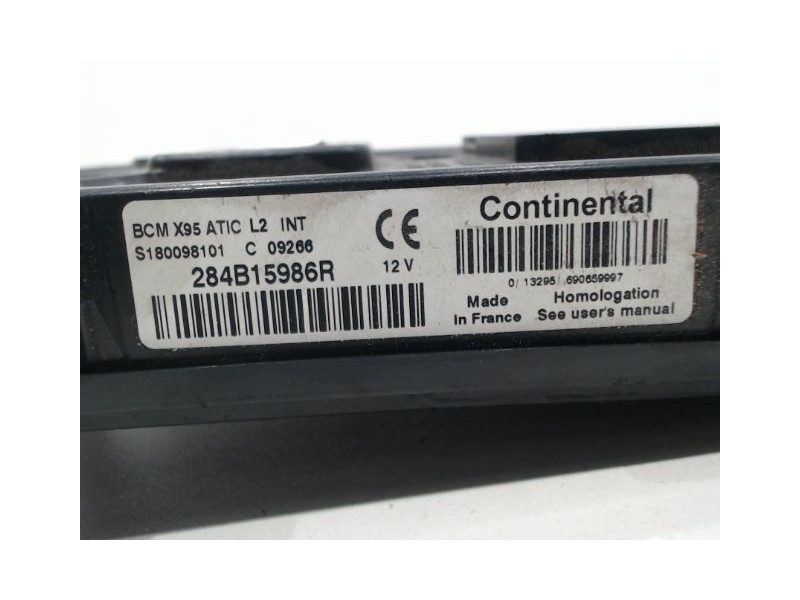 BCM X95 ATIC L2 INT
S180098101 C 09266
284B15986R
CE
12 V
Continental
0/ 13295/ 690659997
Made
in France
Homologation
See user's manual